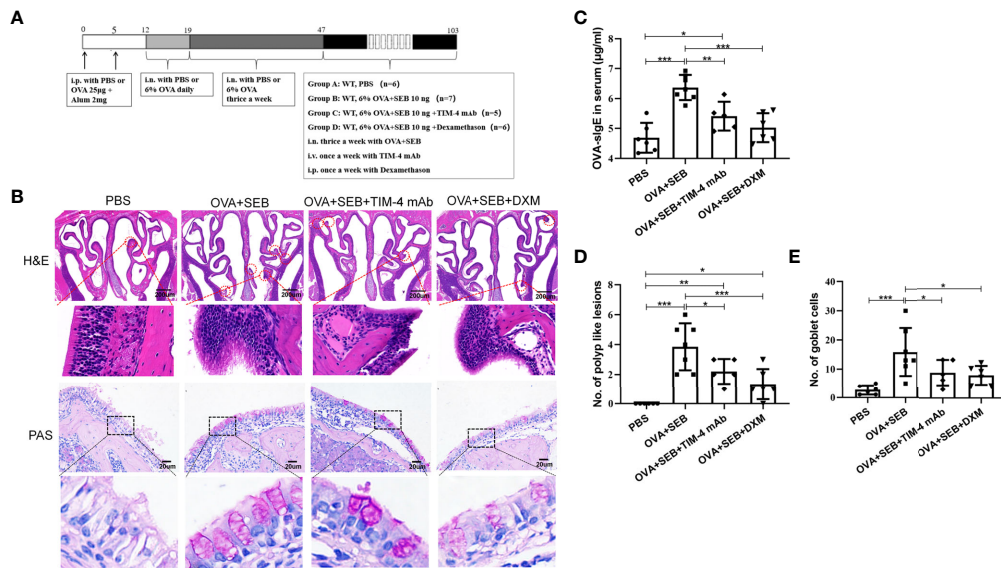 A
0 5 12 19 47 103
i.p. with PBS or
OVA 25μg +
Alum 2mg
i.n. with PBS or
6% OVA daily
i.n. with PBS or
6% OVA
thrice a week
Group A: WT, PBS (n=6)
Group B: WT, 6% OVA+SEB 10 ng (n=7)
Group C: WT, 6% OVA+SEB 10 ng +TIM-4 mAb (n=5)
Group D: WT, 6% OVA+SEB 10 ng +Dexamethason (n=6)
i.n. thrice a week with OVA+SEB
i.v. once a week with TIM-4 mAb
i.p. once a week with Dexamethason
B
PBS OVA+SEB OVA+SEB+TIM-4 mAb OVA+SEB+DXM
H&E
200um 200um 200um 200um
PAS
20um 20um 20um 20um
C
OVA-sIgE in serum (μg/ml)
8
7
6
5
4
* *** *** **
PBS
OVA+SEB
OVA+SEB+TIM-4 mAb
OVA+SEB+DXM
D
No. of polyp like lesions
8
6
4
2
0
* ** *** *** *
PBS
OVA+SEB
OVA+SEB+TIM-4 mAb
OVA+SEB+DXM
E
No. of goblet cells
40
30
20
10
0
* *** *
PBS
OVA+SEB
OVA+SEB+TIM-4 mAb
OVA+SEB+DXM